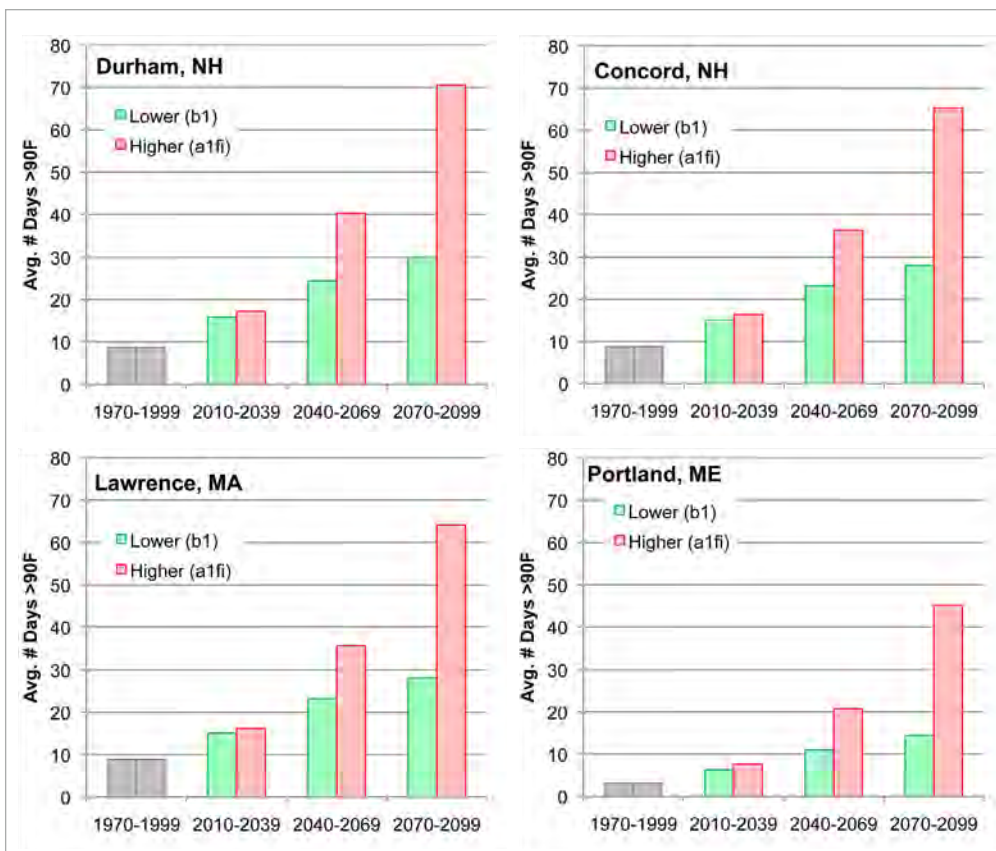 Durham, NH
Lower (b1)
Higher (a1fi)
Avg. # Days >90F
80
70
60
50
40
30
20
10
0
1970-1999 2010-2039 2040-2069 2070-2099
Concord, NH
Lower (b1)
Higher (a1fi)
Avg. # Days >90F
80
70
60
50
40
30
20
10
0
1970-1999 2010-2039 2040-2069 2070-2099
Lawrence, MA
Lower (b1)
Higher (a1fi)
Avg. # Days >90F
80
70
60
50
40
30
20
10
0
1970-1999 2010-2039 2040-2069 2070-2099
Portland, ME
Lower (b1)
Higher (a1fi)
Avg. # Days >90F
80
70
60
50
40
30
20
10
0
1970-1999 2010-2039 2040-2069 2070-2099